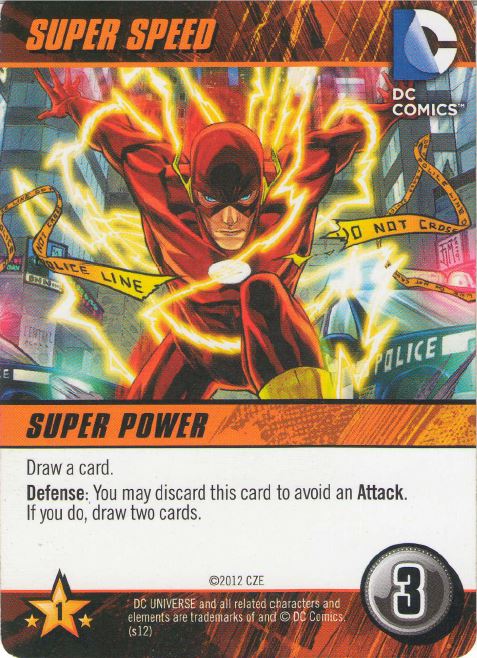 SUPER SPEED
DC
COMICS™
DO NOT CROSS
POLICE LINE
POLICE
SUPER POWER
Draw a card.
Defense: You may discard this card to avoid an Attack.
If you do, draw two cards.
©2012 CZE
1
DC UNIVERSE and all related characters and
elements are trademarks of and © DC Comics.
(s12)
3